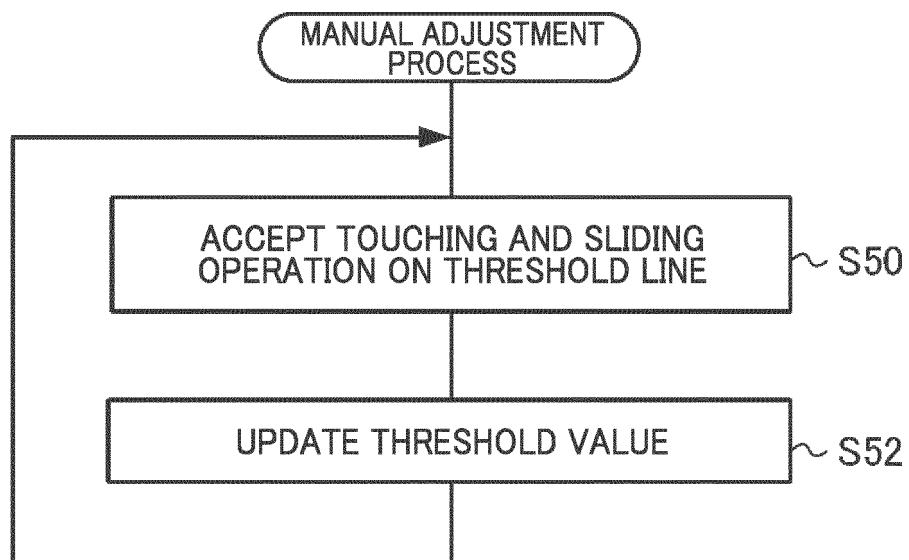 MANUAL ADJUSTMENT
PROCESS
ACCEPT TOUCHING AND SLIDING
OPERATION ON THRESHOLD LINE
S50
UPDATE THRESHOLD VALUE
S52